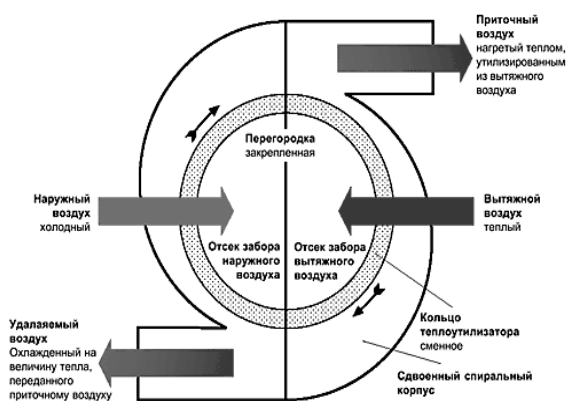 Приточный
воздух
нагретый теплом,
утилизированным
из вытяжного
воздуха
Перегородка
закрепленная
Наружный
воздух
холодный
Вытяжной
воздух
теплый
Отсек забора
наружного
воздуха
Отсек забора
вытяжного
воздуха
Кольцо
теплоутилизатора
сменное
Удаляемый
воздух
Охлажденный на
величину тепла,
переданного
приточному воздуху
Сдвоенный спиральный
корпус